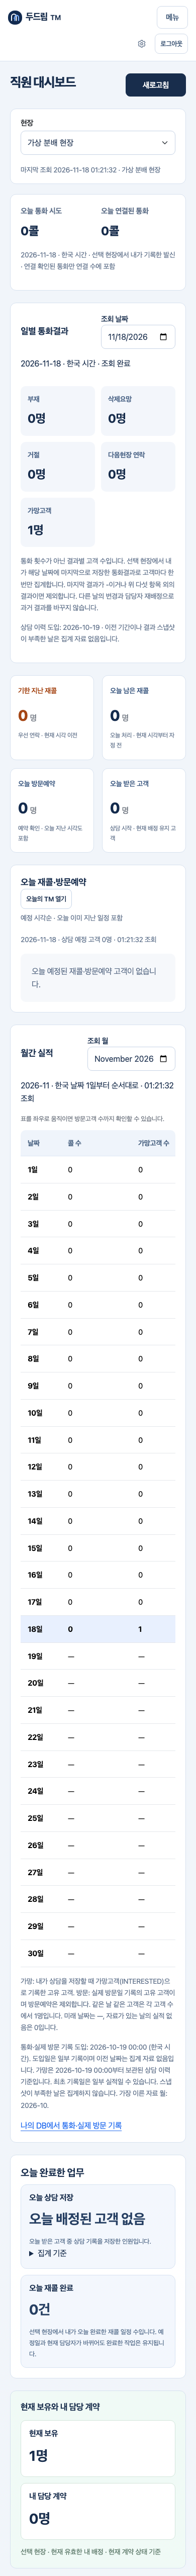 두드림 TM
메뉴
로그아웃
직원 대시보드
새로고침
현장
가상 분배 현장
마지막 조회 2026-11-18 01:21:32 · 가상 분배 현장
오늘 통화 시도
0콜
오늘 연결된 통화
0콜
2026-11-18 · 한국 시간 · 선택 현장에서 내가 기록한 발신
· 연결 확인된 통화만 연결 수에 포함
일별 통화결과
조회 날짜
11/18/2026
2026-11-18 · 한국 시간 · 조회 완료
부재
0명
삭제요망
0명
거절
0명
다음현장 연락
0명
가망고객
1명
통화 횟수가 아닌 결과별 고객 수입니다. 선택 현장에서 내
가 해당 날짜에 마지막으로 저장한 통화결과로 고객마다 한
번만 집계합니다. 마지막 결과가 ·이거나 위 다섯 항목 외의
결과이면 제외합니다. 다른 날의 변경과 담당자 재배정으로
과거 결과를 바꾸지 않습니다.
상담 이력 도입: 2026-10-19 · 이전 기간이나 결과 스냅샷
이 부족한 날은 집계 자료 없음입니다.
기한 지난 재콜
0 명
우선 연락 · 현재 시각 이전
오늘 남은 재콜
0 명
오늘 처리 · 현재 시각부터 자
정 전
오늘 방문예약
0 명
예약 확인 · 오늘 지난 시각도
포함
오늘 받은 고객
0 명
상담 시작 · 현재 배정 유지 고
객
오늘 재콜·방문예약
오늘의 TM 열기
예정 시각순 · 오늘 이미 지난 일정 포함
2026-11-18 · 상담 예정 고객 0명 · 01:21:32 조회
오늘 예정된 재콜·방문예약 고객이 없습니
다.
월간 실적
조회 월
November 2026
2026-11 · 한국 날짜 1일부터 순서대로 · 01:21:32
조회
표를 좌우로 움직이면 방문고객 수까지 확인할 수 있습니다.
날짜 콜 수 가망고객 수
1일 0 0
2일 0 0
3일 0 0
4일 0 0
5일 0 0
6일 0 0
7일 0 0
8일 0 0
9일 0 0
10일 0 0
11일 0 0
12일 0 0
13일 0 0
14일 0 0
15일 0 0
16일 0 0
17일 0 0
18일 0 1
19일 — —
20일 — —
21일 — —
22일 — —
23일 — —
24일 — —
25일 — —
26일 — —
27일 — —
28일 — —
29일 — —
30일 — —
가망: 내가 상담을 저장할 때 가망고객(INTERESTED)으
로 기록한 고유 고객. 방문: 실제 방문일 기록의 고유 고객이
며 방문예약은 제외합니다. 같은 날 같은 고객은 각 고객 수
에서 1명입니다. 미래 날짜는 —, 자료가 있는 날의 실적 없
음은 0입니다.
통화·실제 방문 기록 도입: 2026-10-19 00:00 (한국 시
간). 도입일은 일부 기록이며 이전 날짜는 집계 자료 없음입
니다. 가망은 2026-10-19 00:00부터 보관된 상담 이력
기준입니다. 최초 기록월은 일부 실적일 수 있습니다. 스냅
샷이 부족한 날은 집계하지 않습니다. 가장 이른 자료 월:
2026-10.
나의 DB에서 통화·실제 방문 기록
오늘 완료한 업무
오늘 상담 저장
오늘 배정된 고객 없음
오늘 받은 고객 중 상담 기록을 저장한 인원입니다.
▶ 집계 기준
오늘 재콜 완료
0건
선택 현장에서 내가 오늘 완료한 재콜 일정 수입니다. 예
정일과 현재 담당자가 바뀌어도 완료한 작업은 유지됩니
다.
현재 보유와 내 담당 계약
현재 보유
1명
내 담당 계약
0명
선택 현장 · 현재 유효한 내 배정 · 현재 계약 상태 기준